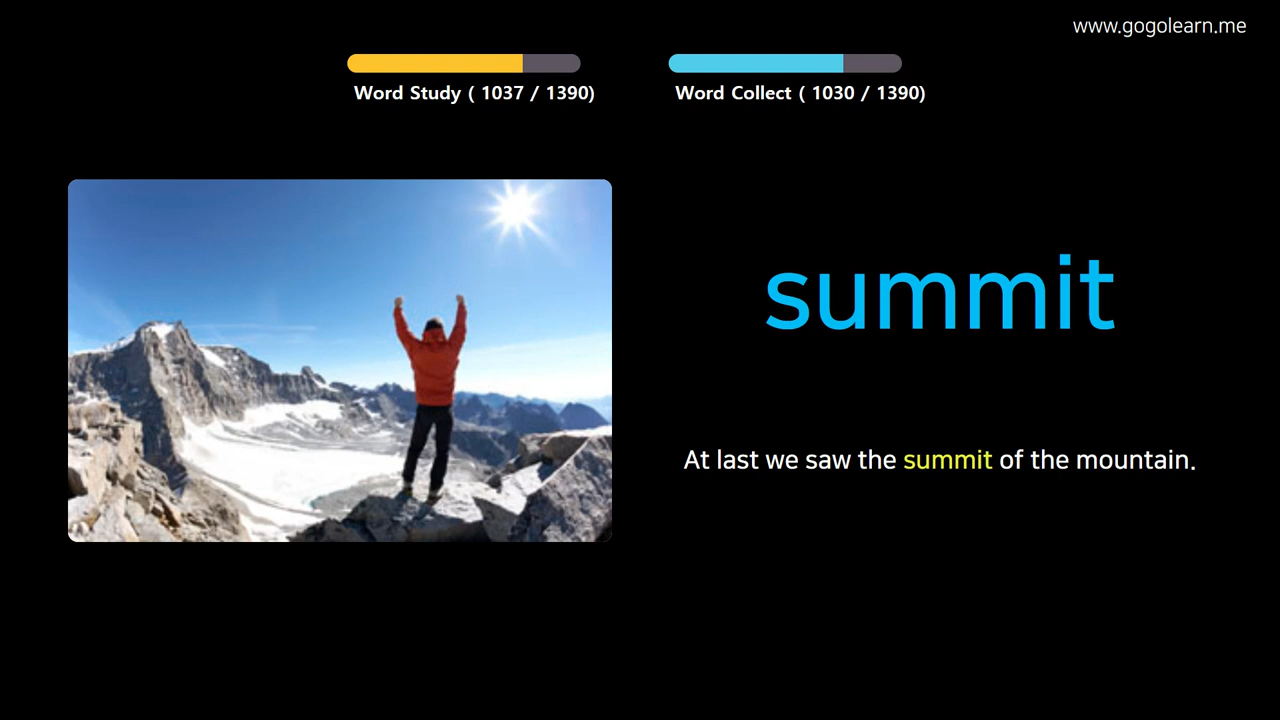 www.gogolearn.me
Word Study ( 1037 / 1390)
Word Collect ( 1030 / 1390)
summit
At last we saw the summit of the mountain.